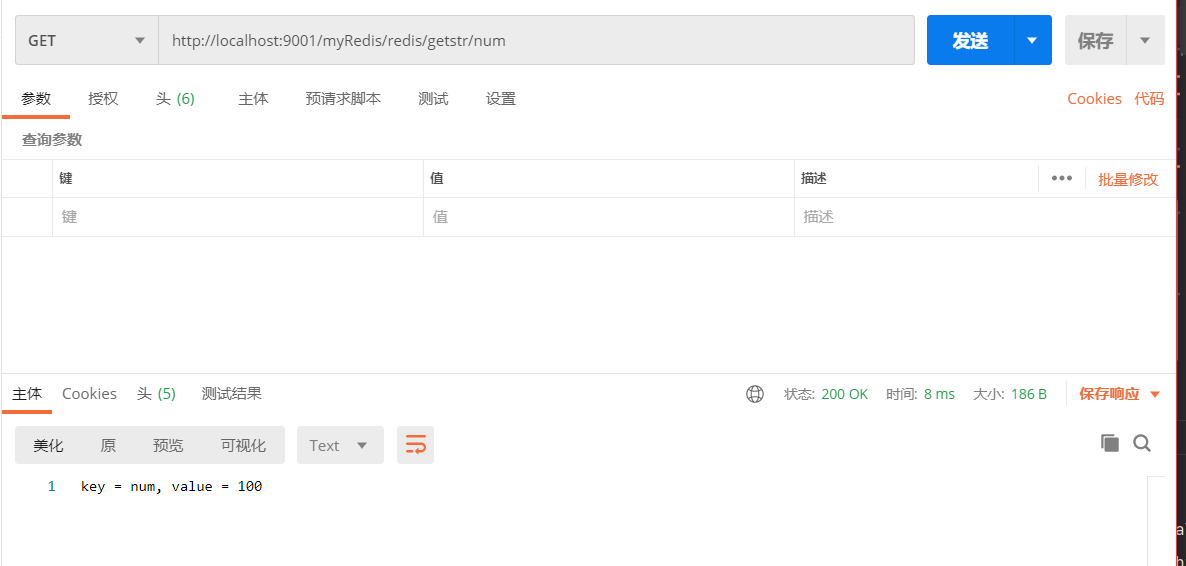 GET http://localhost:9001/myRedis/redis/getstr/num 发送 保存
参数 授权 头 (6) 主体 预请求脚本 测试 设置 Cookies 代码
查询参数
键 值 描述 ••• 批量修改
键 值 描述
主体 Cookies 头 (5) 测试结果 状态: 200 OK 时间: 8 ms 大小: 186 B 保存响应
美化 原 预览 可视化 Text
1 key = num, value = 100